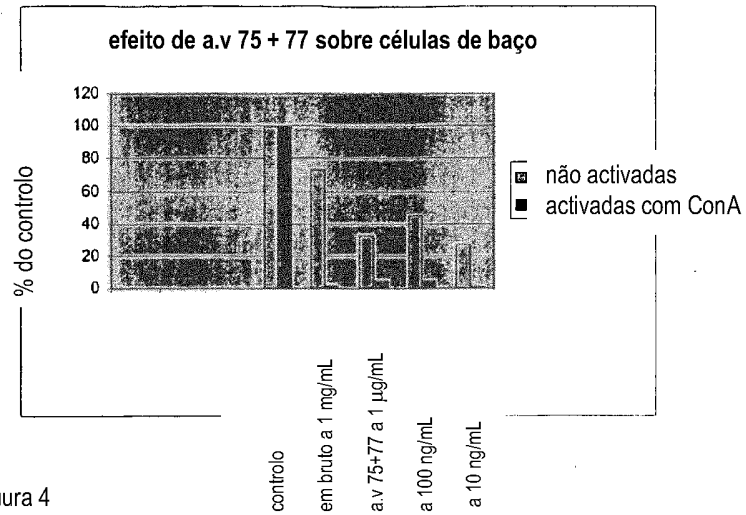 efeito de a.v 75 + 77 sobre células de baço
% do controlo
120
100
80
60
40
20
0
não activadas
activadas com ConA
controlo
em bruto a 1 mg/mL
a.v 75+77 a 1 µg/mL
a 100 ng/mL
a 10 ng/mL
ura 4